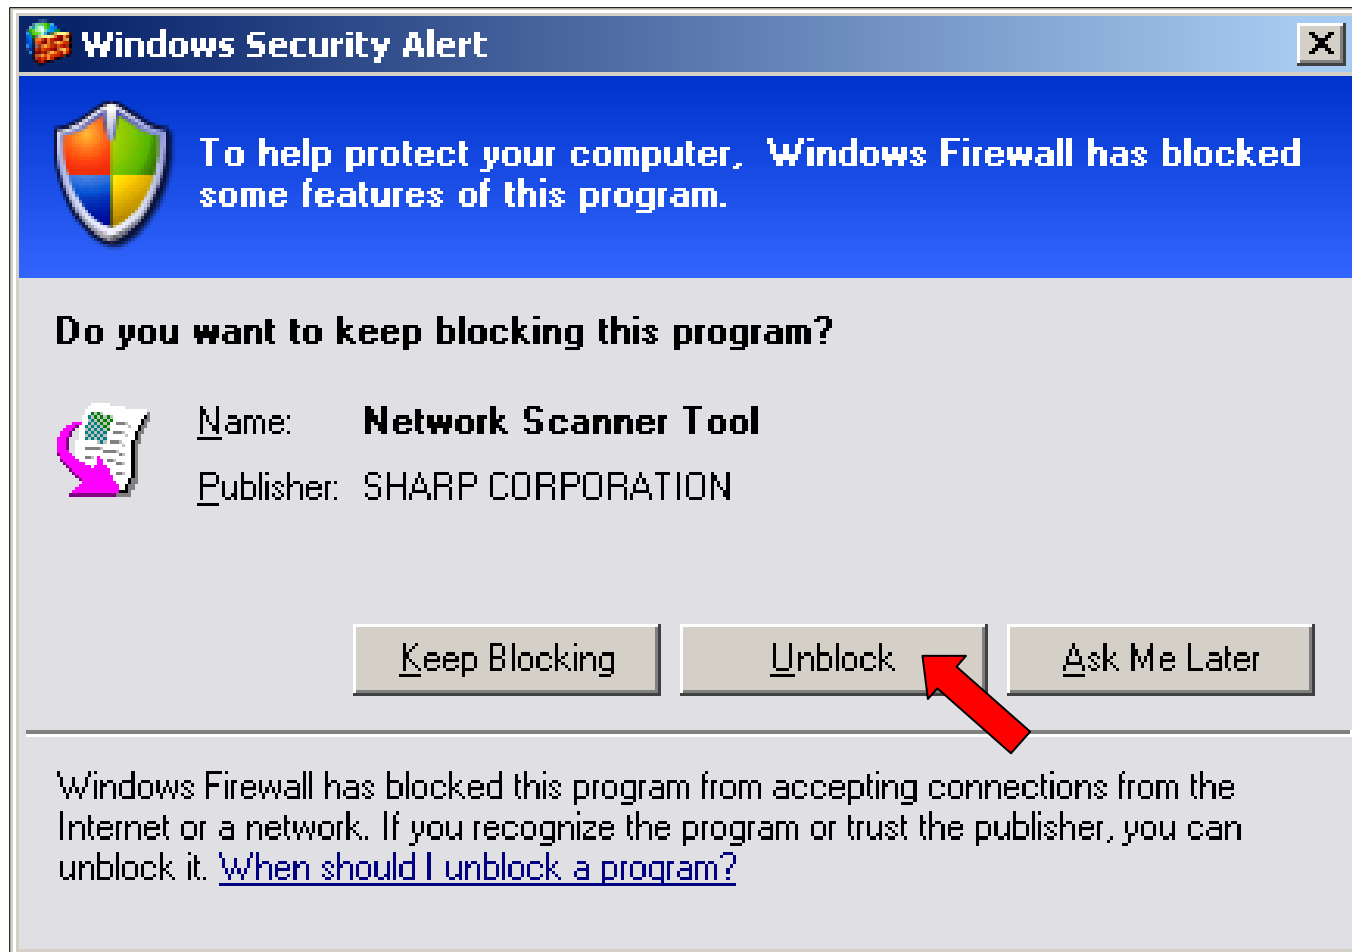 Windows Security Alert
To help protect your computer, Windows Firewall has blocked
some features of this program.
Do you want to keep blocking this program?
Name: Network Scanner Tool
Publisher: SHARP CORPORATION
Keep Blocking Unblock Ask Me Later
Windows Firewall has blocked this program from accepting connections from the
Internet or a network. If you recognize the program or trust the publisher, you can
unblock it. When should I unblock a program?